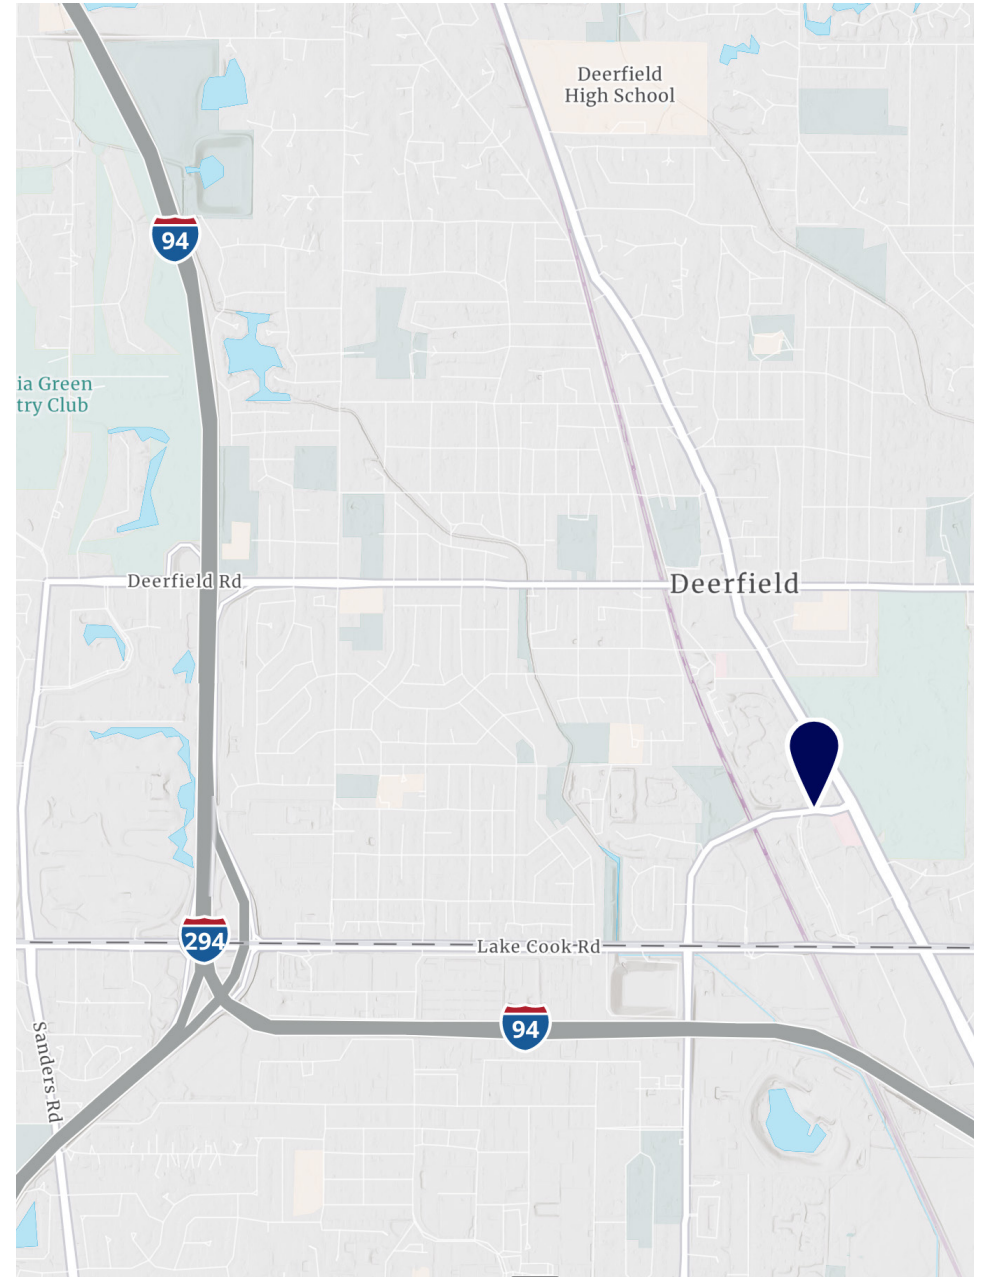 Deerfield
High School
94
ia Green
try Club
Deerfield Rd
Deerfield
294
Lake Cook Rd
94
Sanders Rd